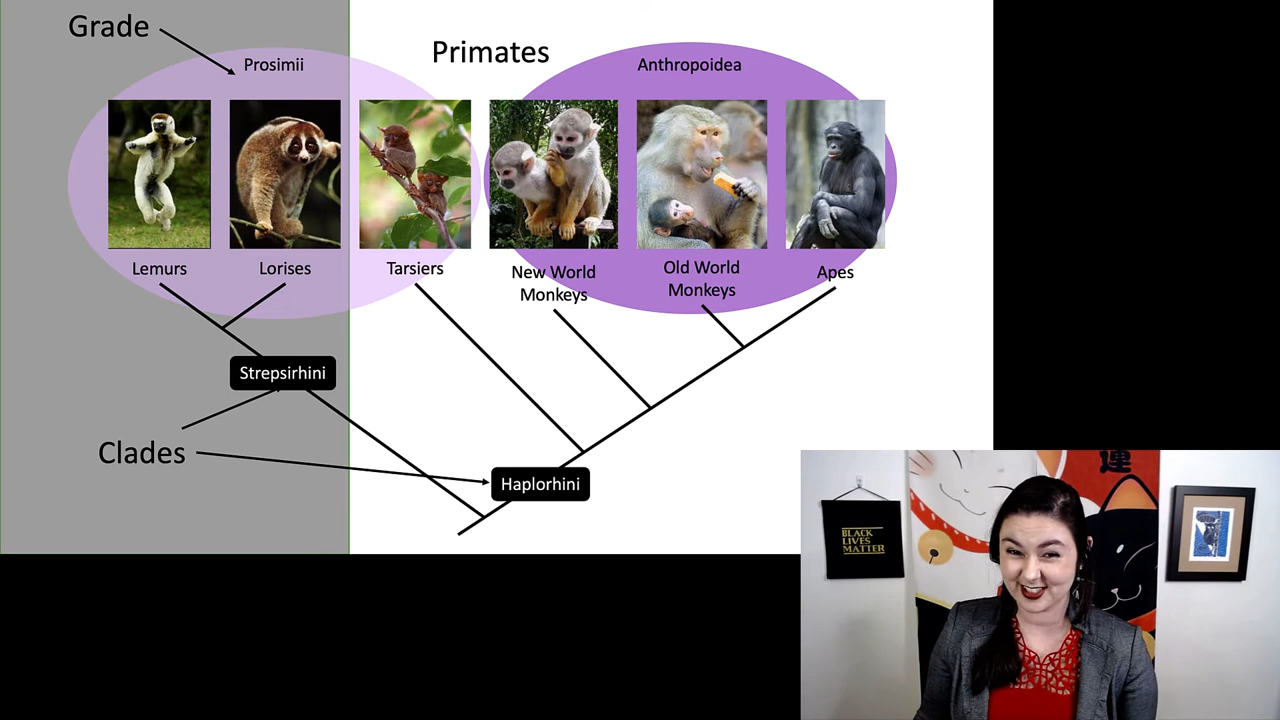 Grade
Primates
Prosimii
Anthropoidea
Lemurs
Lorises
Tarsiers
New World
Monkeys
Old World
Monkeys
Apes
Strepsirhini
Clades
Haplorhini
BLACK
LIVES
MATTER
運